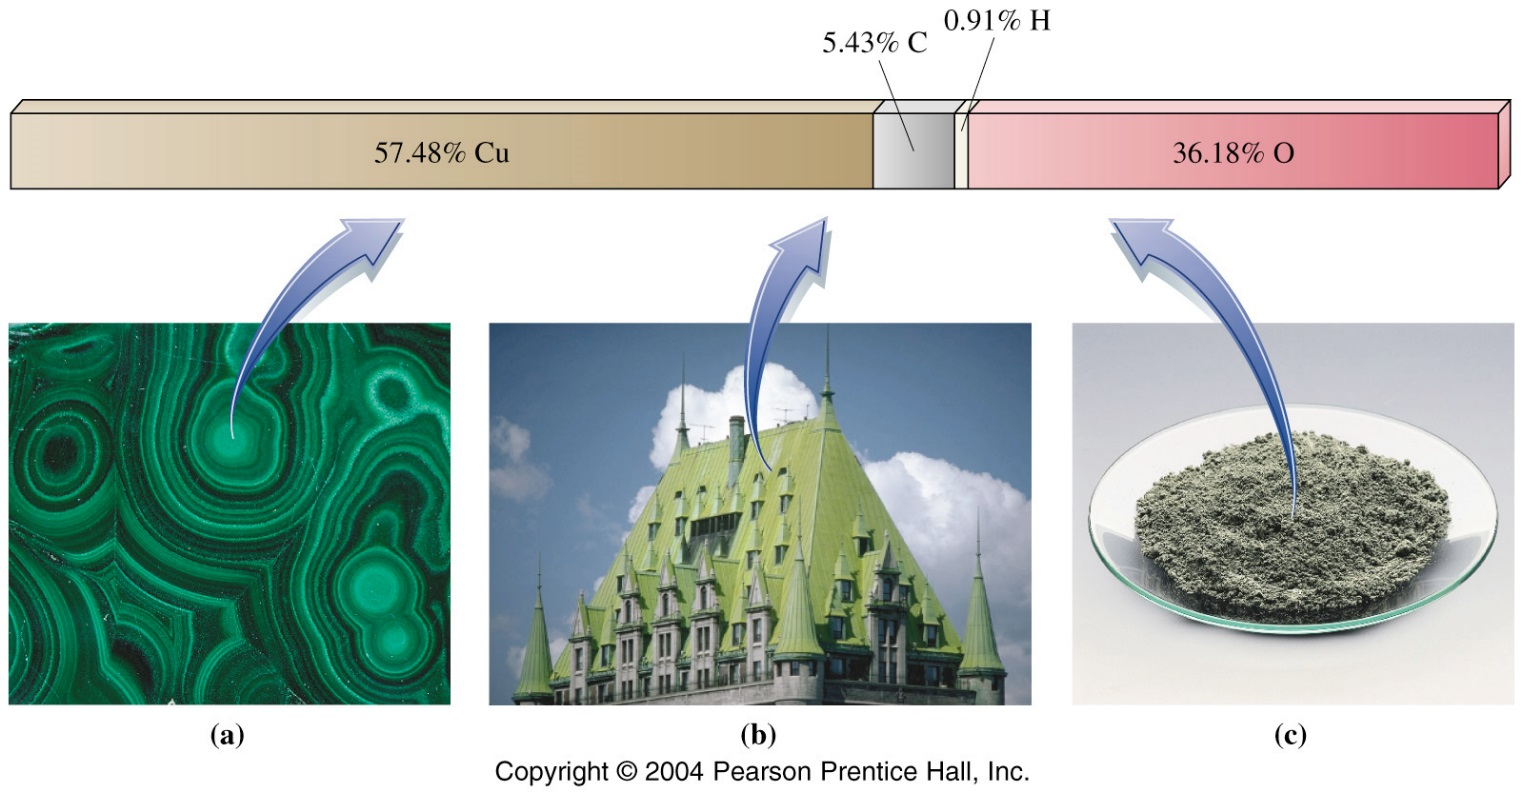 0.91% H
5.43% C
57.48% Cu
36.18% O
(a)
(b)
(c)
Copyright © 2004 Pearson Prentice Hall, Inc.